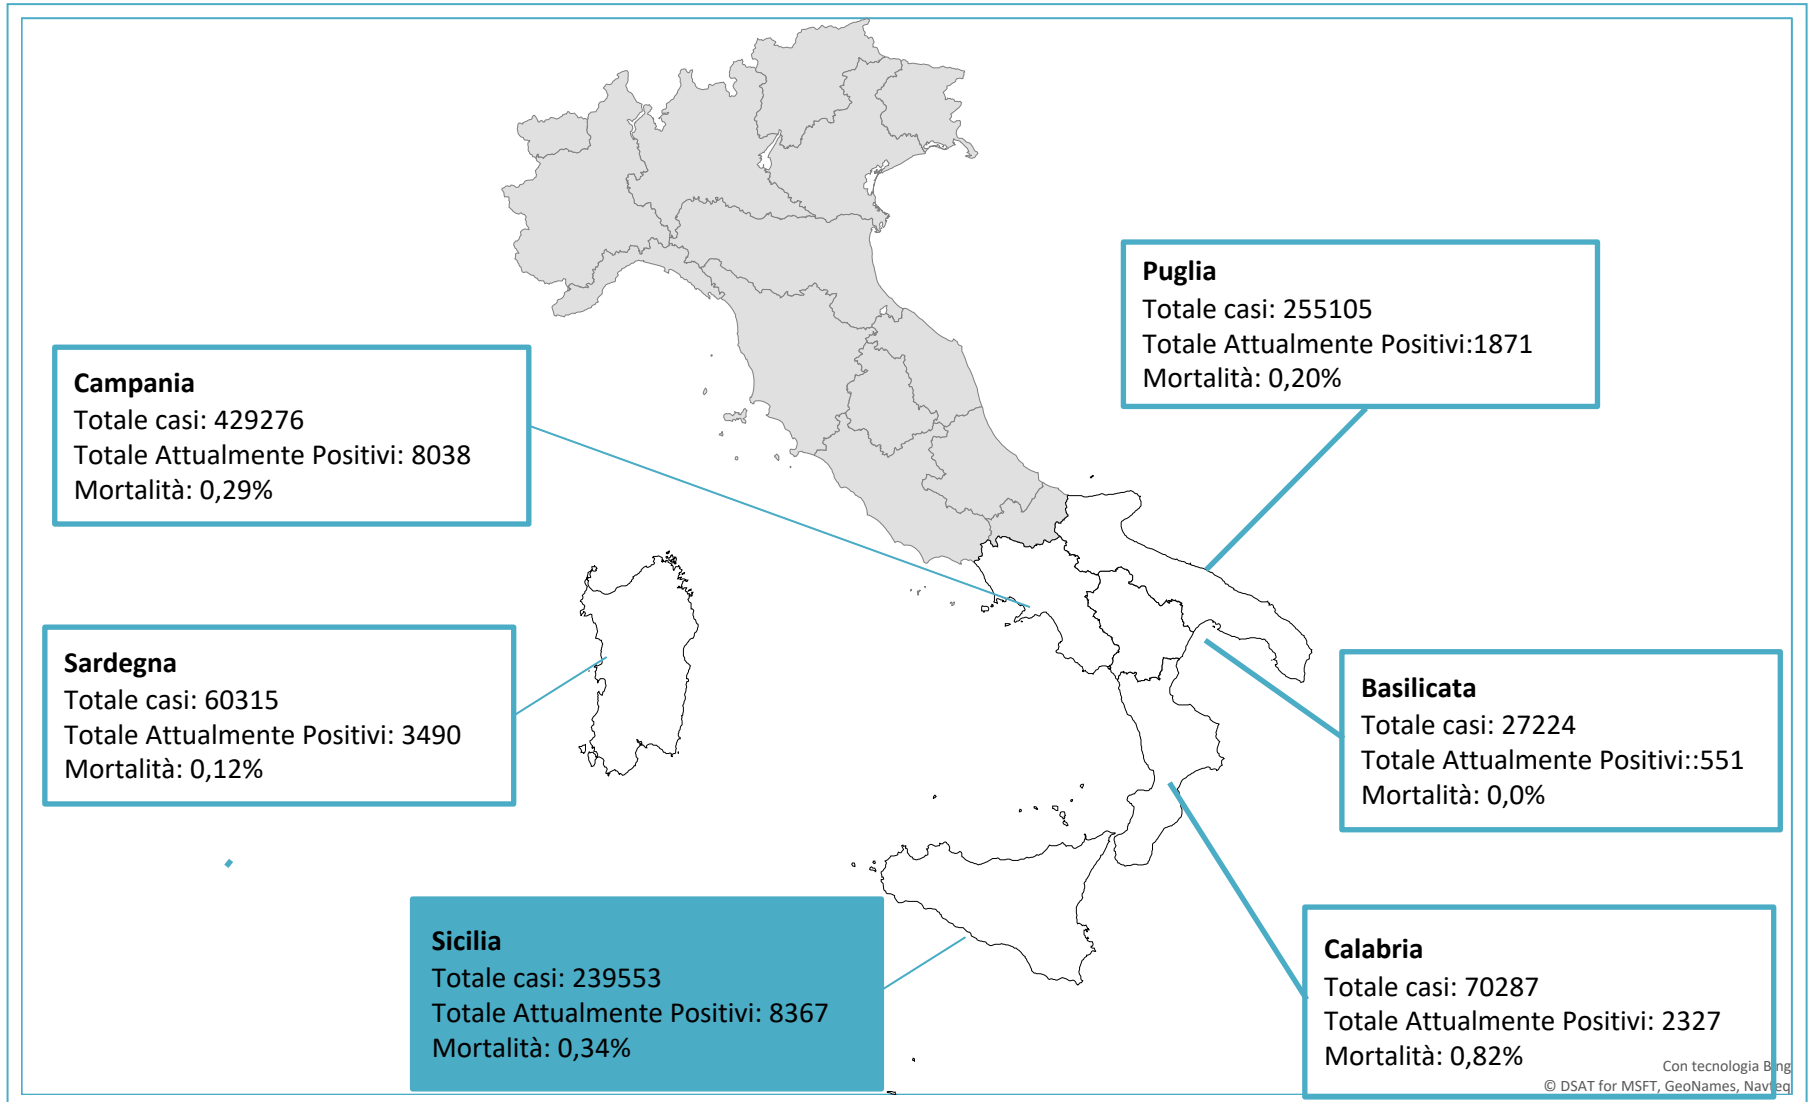 Puglia
Totale casi: 255105
Totale Attualmente Positivi:1871
Mortalità: 0,20%
Campania
Totale casi: 429276
Totale Attualmente Positivi: 8038
Mortalità: 0,29%
Sardegna
Totale casi: 60315
Totale Attualmente Positivi: 3490
Mortalità: 0,12%
Basilicata
Totale casi: 27224
Totale Attualmente Positivi::551
Mortalità: 0,0%
Sicilia
Totale casi: 239553
Totale Attualmente Positivi: 8367
Mortalità: 0,34%
Calabria
Totale casi: 70287
Totale Attualmente Positivi: 2327
Mortalità: 0,82%
Con tecnologia Bing
© DSAT for MSFT, GeoNames, Navteq